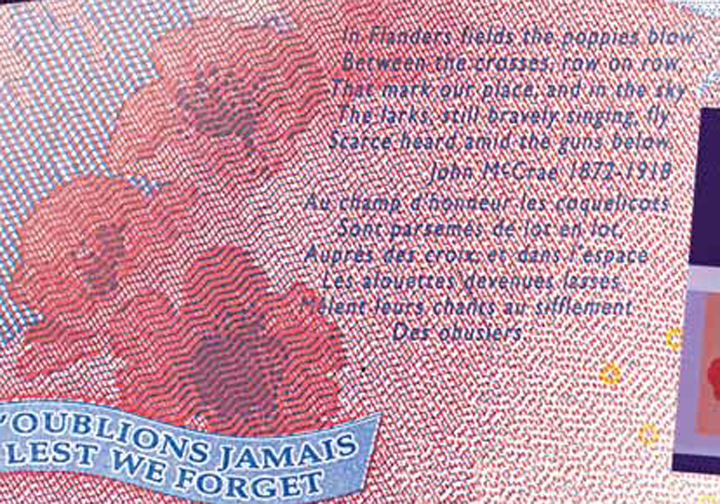 In Flanders fields the poppies blow
Between the crosses, row on row,
That mark our place, and in the sky
The larks, still bravely singing, fly
Scarce heard amid the guns below.
John McCrae 1872-1918
Au champ d'honneur les coquelicots
Sont parsemés de lot en lot,
Auprès des croix; et dans l'espace
Les alouettes devenues lasses
Mêlent leurs chants au sifflement
Des obusiers.
'OUBLIONS JAMAIS
LEST WE FORGET